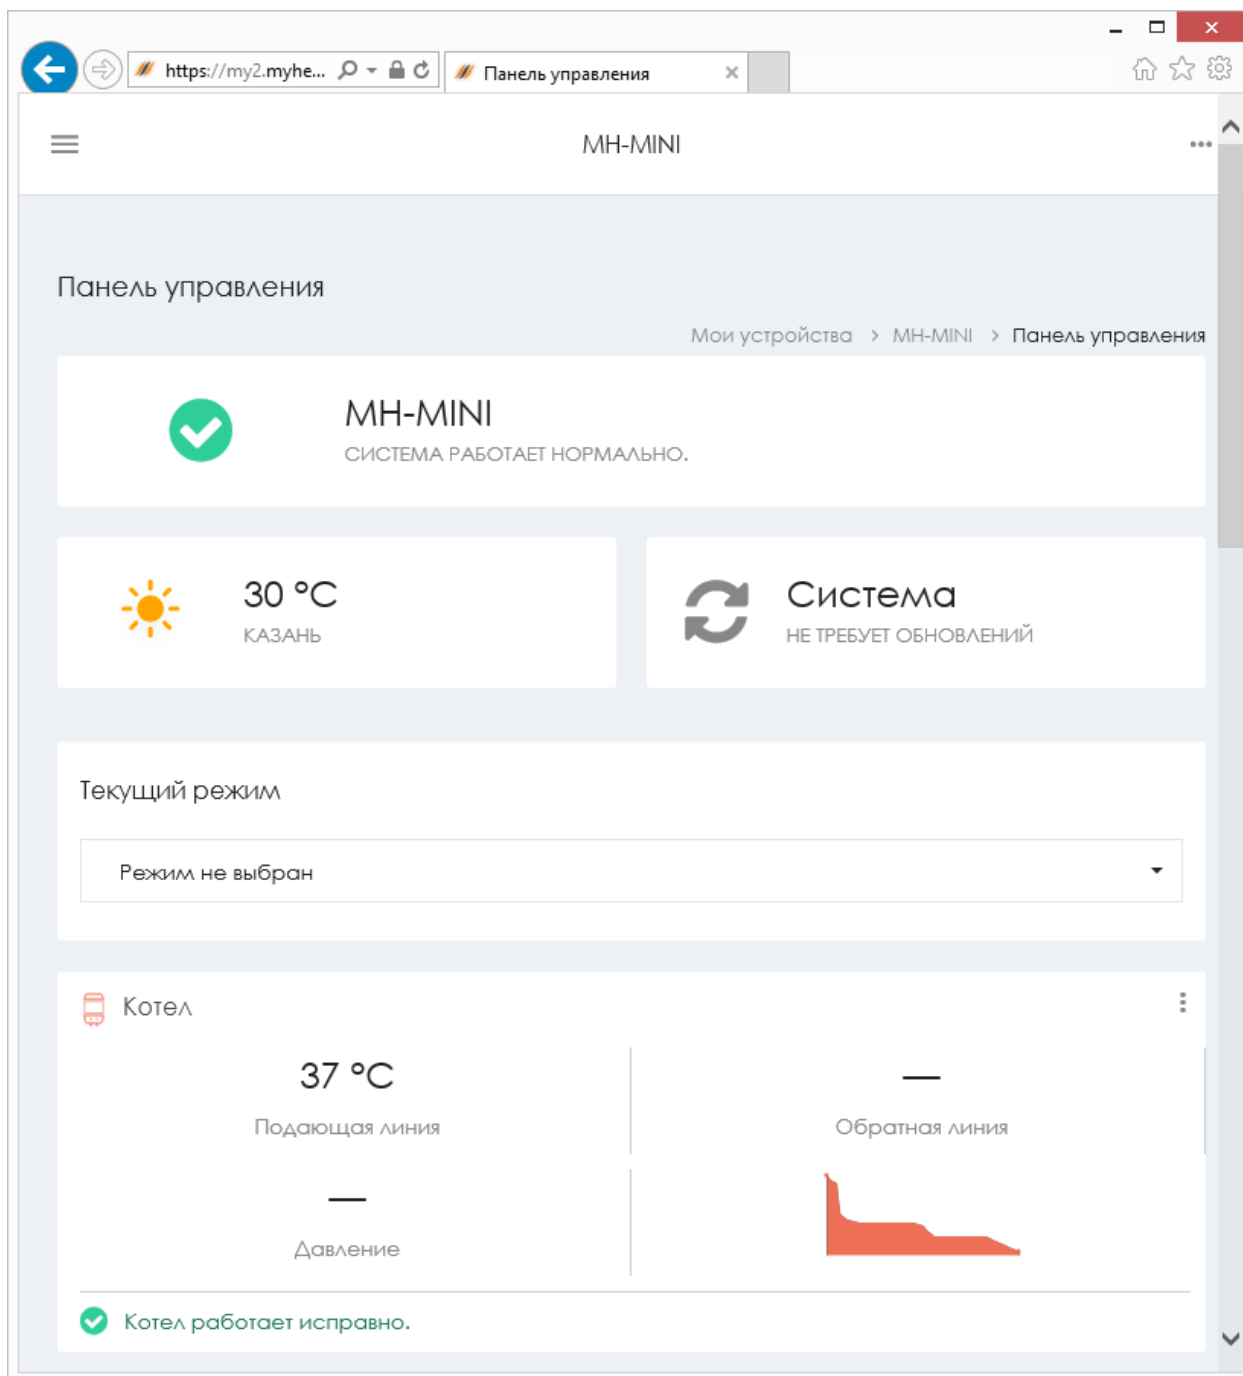 https://my2.myhe...
Панель управления
MH-MINI
Панель управления
Мои устройства > MH-MINI > Панель управления
MH-MINI
СИСТЕМА РАБОТАЕТ НОРМАЛЬНО.
30 °C
КАЗАНЬ
Система
НЕ ТРЕБУЕТ ОБНОВЛЕНИЙ
Текущий режим
Режим не выбран
Котел
37 °C
Подающая линия
—
Обратная линия
—
Давление
Котел работает исправно.